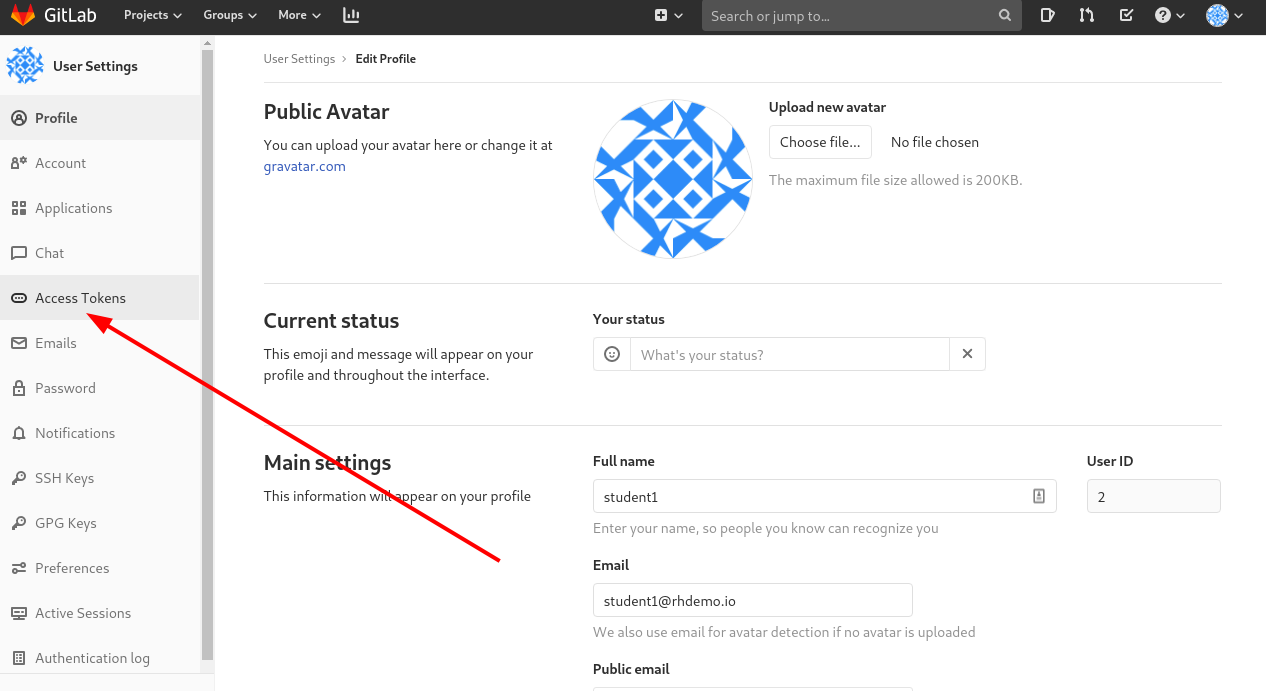 GitLab Projects Groups More Search or jump to...
User Settings
Profile
Account
Applications
Chat
Access Tokens
Emails
Password
Notifications
SSH Keys
GPG Keys
Preferences
Active Sessions
Authentication log
User Settings › Edit Profile
Public Avatar
You can upload your avatar here or change it at
gravatar.com
Upload new avatar
Choose file... No file chosen
The maximum file size allowed is 200KB.
Current status
This emoji and message will appear on your
profile and throughout the interface.
Your status
What's your status?
Main settings
This information will appear on your profile
Full name
student1
Enter your name, so people you know can recognize you
User ID
2
Email
student1@rhdemo.io
We also use email for avatar detection if no avatar is uploaded
Public email